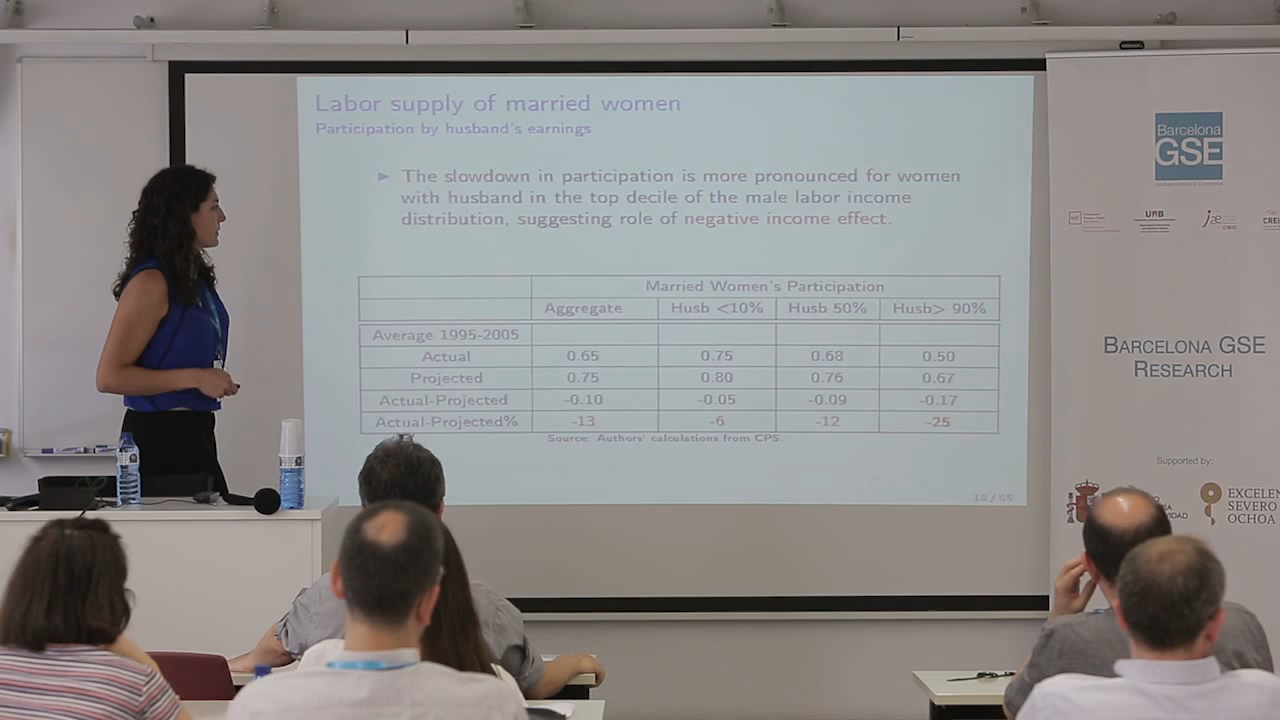 Labor supply of married women
Participation by husband's earnings
► The slowdown in participation is more pronounced for women
with husband in the top decile of the male labor income
distribution, suggesting role of negative income effect.
Married Women's Participation
Aggregate Husb <10% Husb 50% Husb> 90%
Average 1995-2005
Actual 0.65 0.75 0.68 0.50
Projected 0.75 0.80 0.76 0.67
Actual-Projected -0.10 -0.05 -0.09 -0.17
Actual-Projected% -13 -6 -12 -25
Source: Authors' calculations from CPS.
18 / 65
Barcelona
GSE
UAB
CSIC
BARCELONA GSE
RESEARCH
Supported by:
EXCELEN
SEVERO
OCHOA